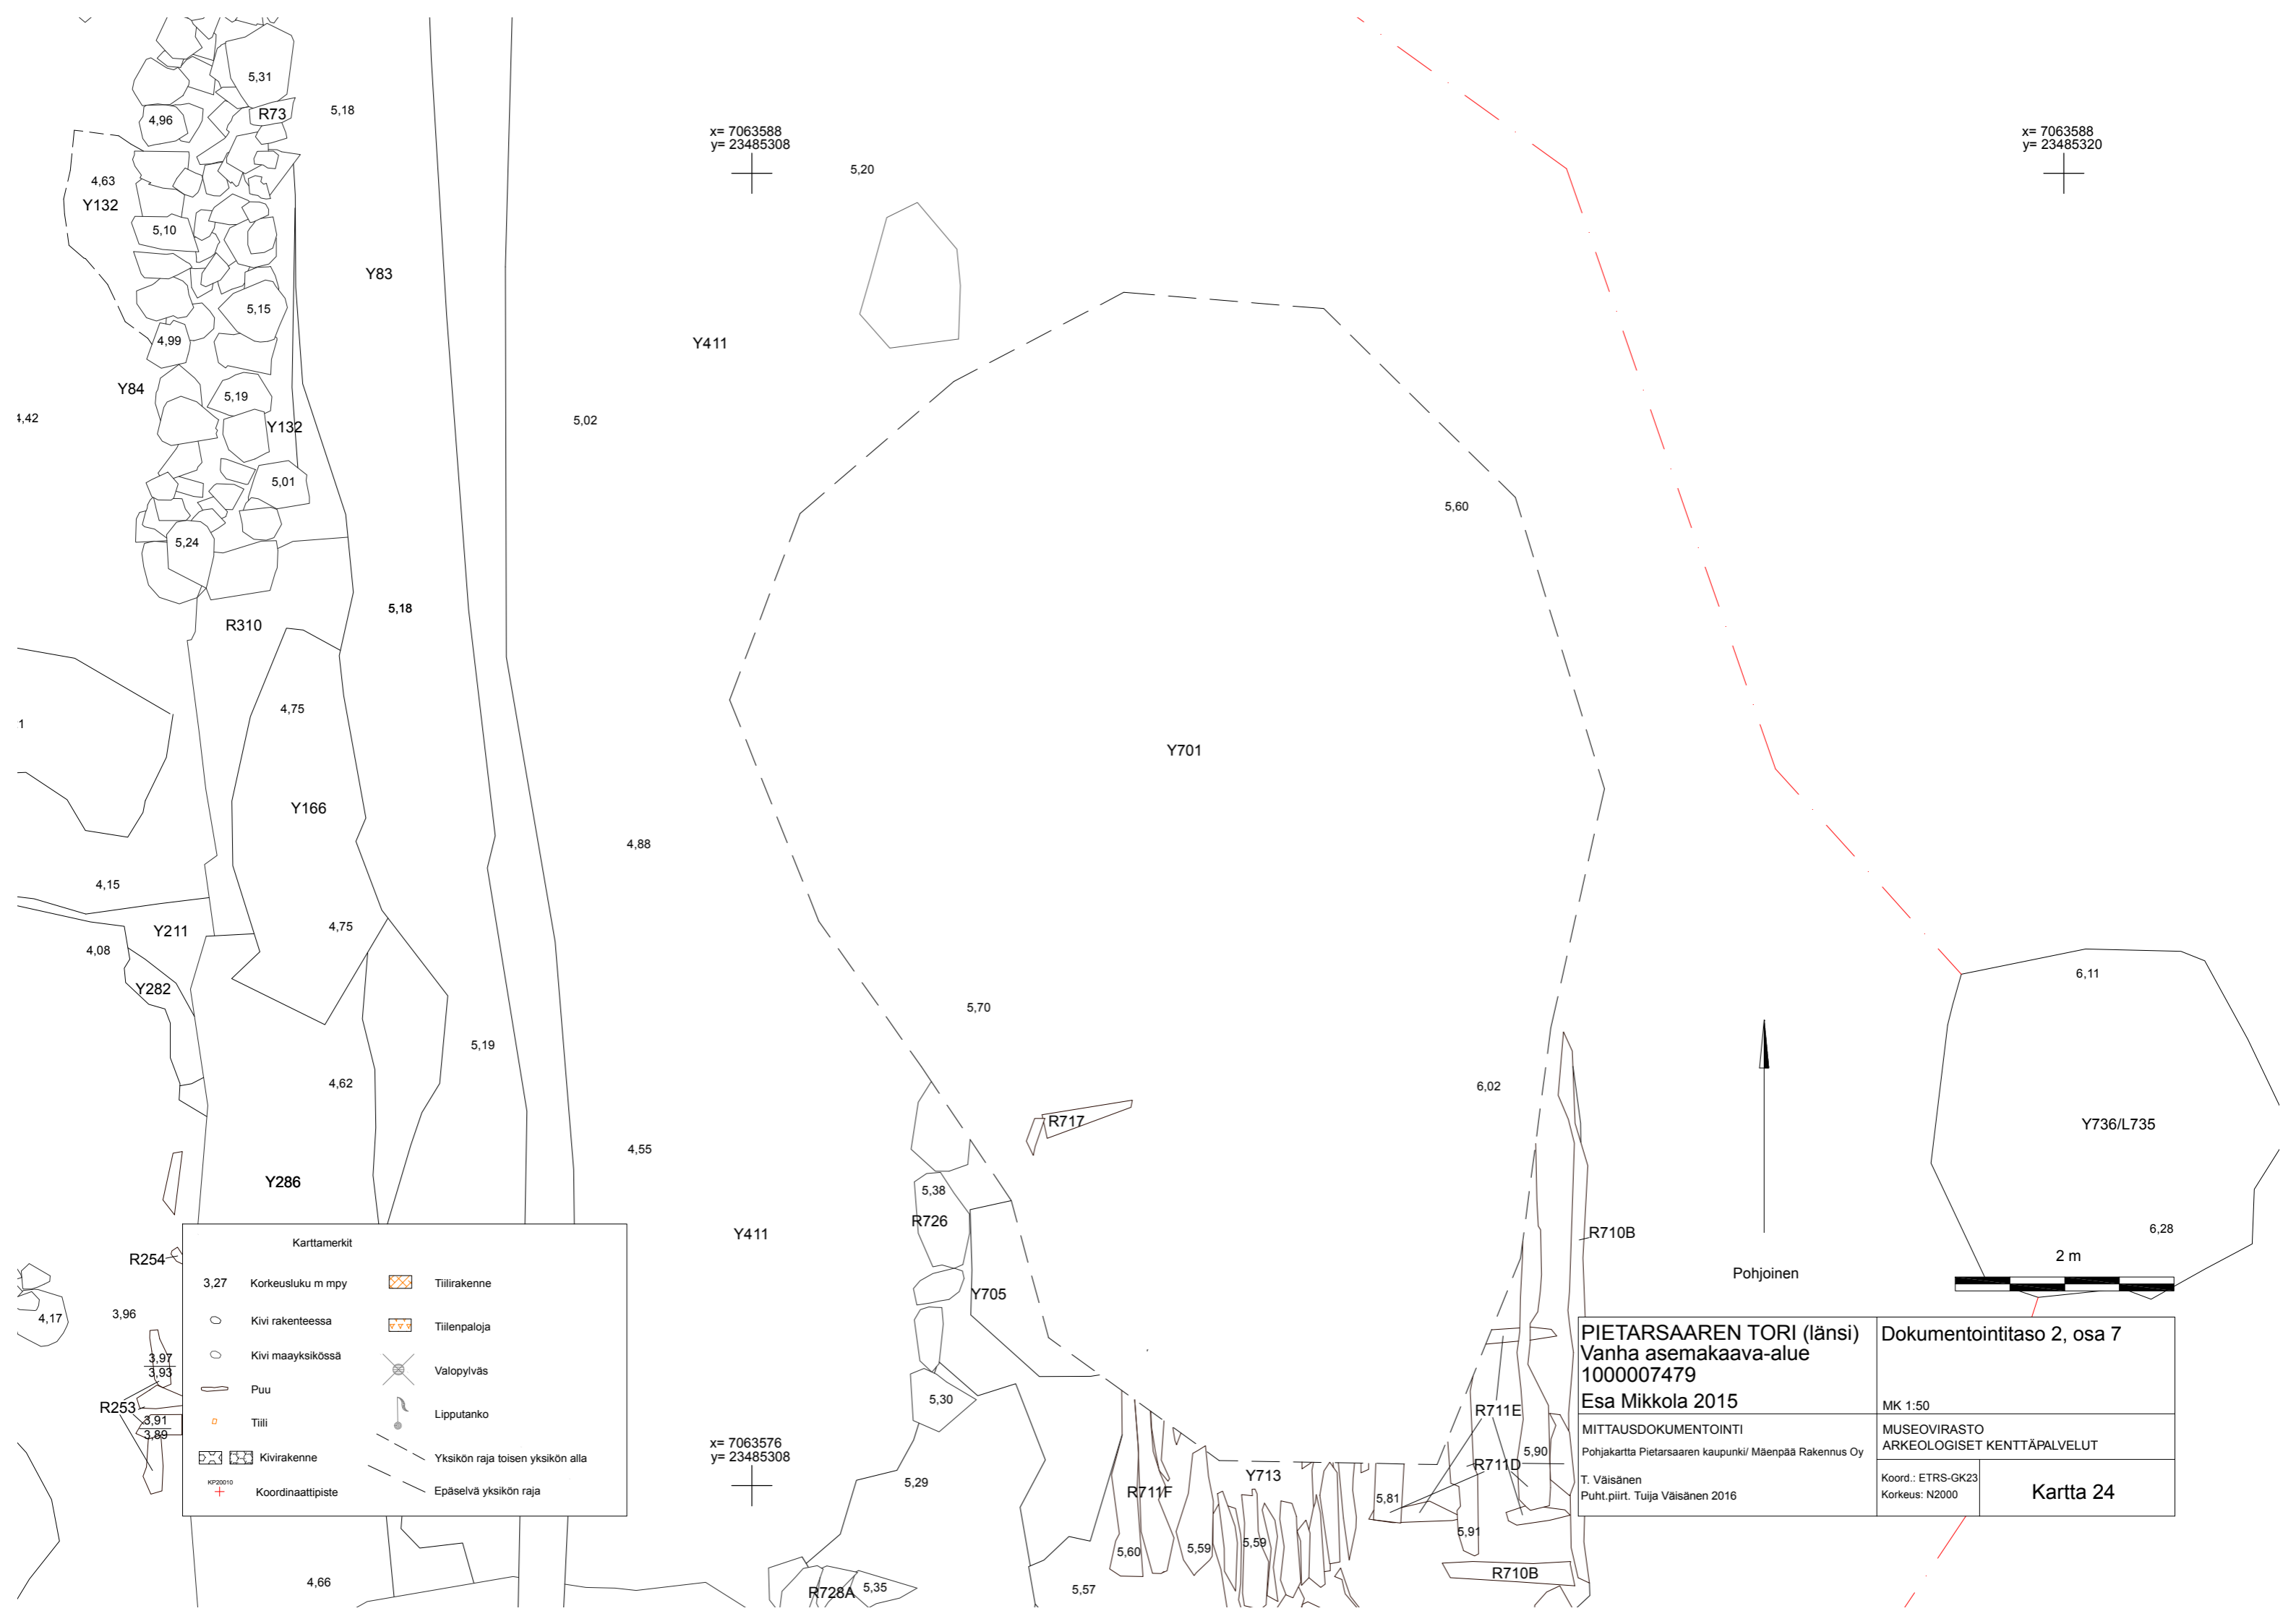 5,31
R73
5,18
4,96
x= 7063588
y= 23485308
x= 7063588
y= 23485320
5,20
4,63
Y132
5,10
Y83
5,15
4,99
Y411
Y84
5,19
4,42
Y132
5,02
5,01
5,60
5,24
5,18
R310
4,75
1
Y701
Y166
4,88
4,15
4,75
Y211
4,08
6,11
Y282
5,70
5,19
4,62
6,02
R717
Y736/L735
4,55
Y286
5,38
R726
Y411
R710B
6,28
R254
2 m
Pohjoinen
Y705
4,17
3,96
3,97
3,93
R253
3,91
3,89
5,30
R711E
x= 7063576
y= 23485308
5,90
R711D
5,29
Y713
R711F
5,81
5,91
5,60
5,59
5,59
R710B
4,66
R728A
5,35
5,57
Karttamerkit
3,27 Korkeusluku m mpy
Kivi rakenteessa
Kivi maayksikössä
Puu
Tiili
Kivirakenne
KP20010
Koordinaattipiste
Tiilirakenne
Tiilenpaloja
Valopylväs
Lipputanko
Yksikön raja toisen yksikön alla
Epäselvä yksikön raja
PIETARSAAREN TORI (länsi)
Vanha asemakaava-alue
1000007479
Esa Mikkola 2015
Dokumentointitaso 2, osa 7
MK 1:50
MITTAUSDOKUMENTOINTI
Pohjakartta Pietarsaaren kaupunki/ Mäenpää Rakennus Oy
T. Väisänen
Puht.piirt. Tuija Väisänen 2016
MUSEOVIRASTO
ARKEOLOGISET KENTTÄPALVELUT
Koord.: ETRS-GK23
Korkeus: N2000
Kartta 24